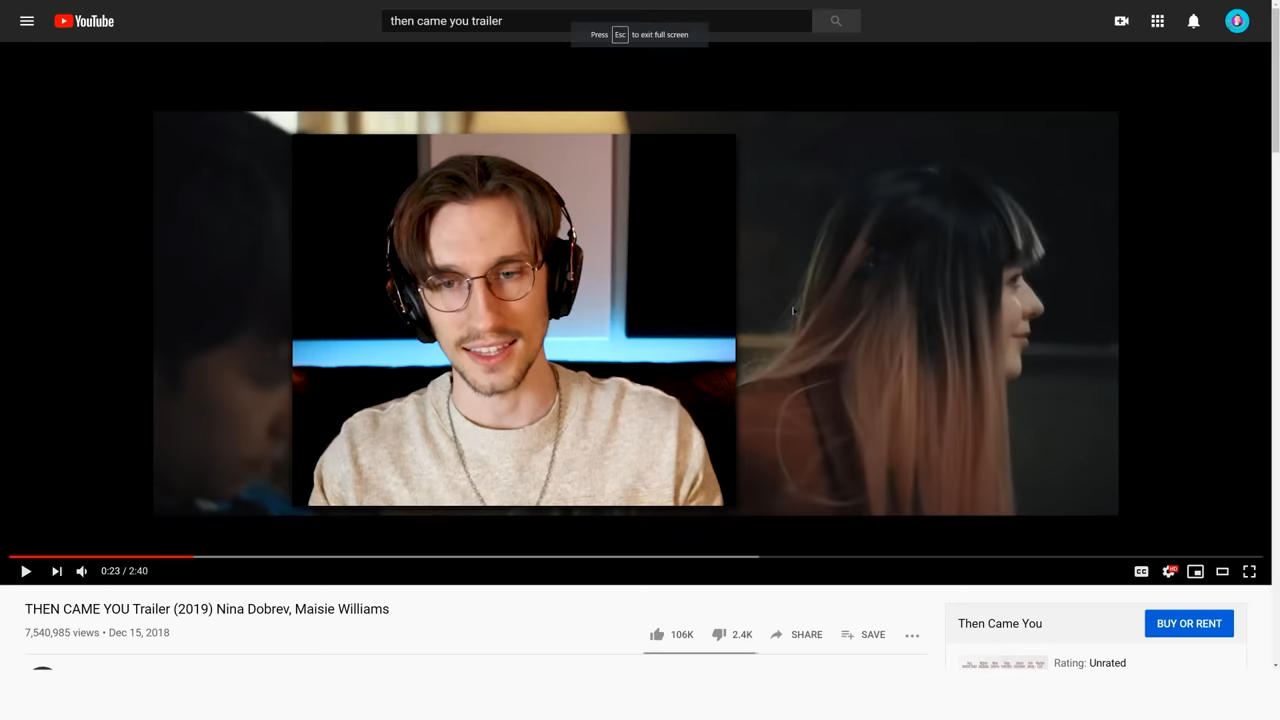 YouTube
then came you trailer
Press Esc to exit full screen
0:23 / 2:40
CC
HD
THEN CAME YOU Trailer (2019) Nina Dobrev, Maisie Williams
7,540,985 views • Dec 15, 2018
106K
2.4K
SHARE
SAVE
Then Came You
BUY OR RENT
Rating: Unrated